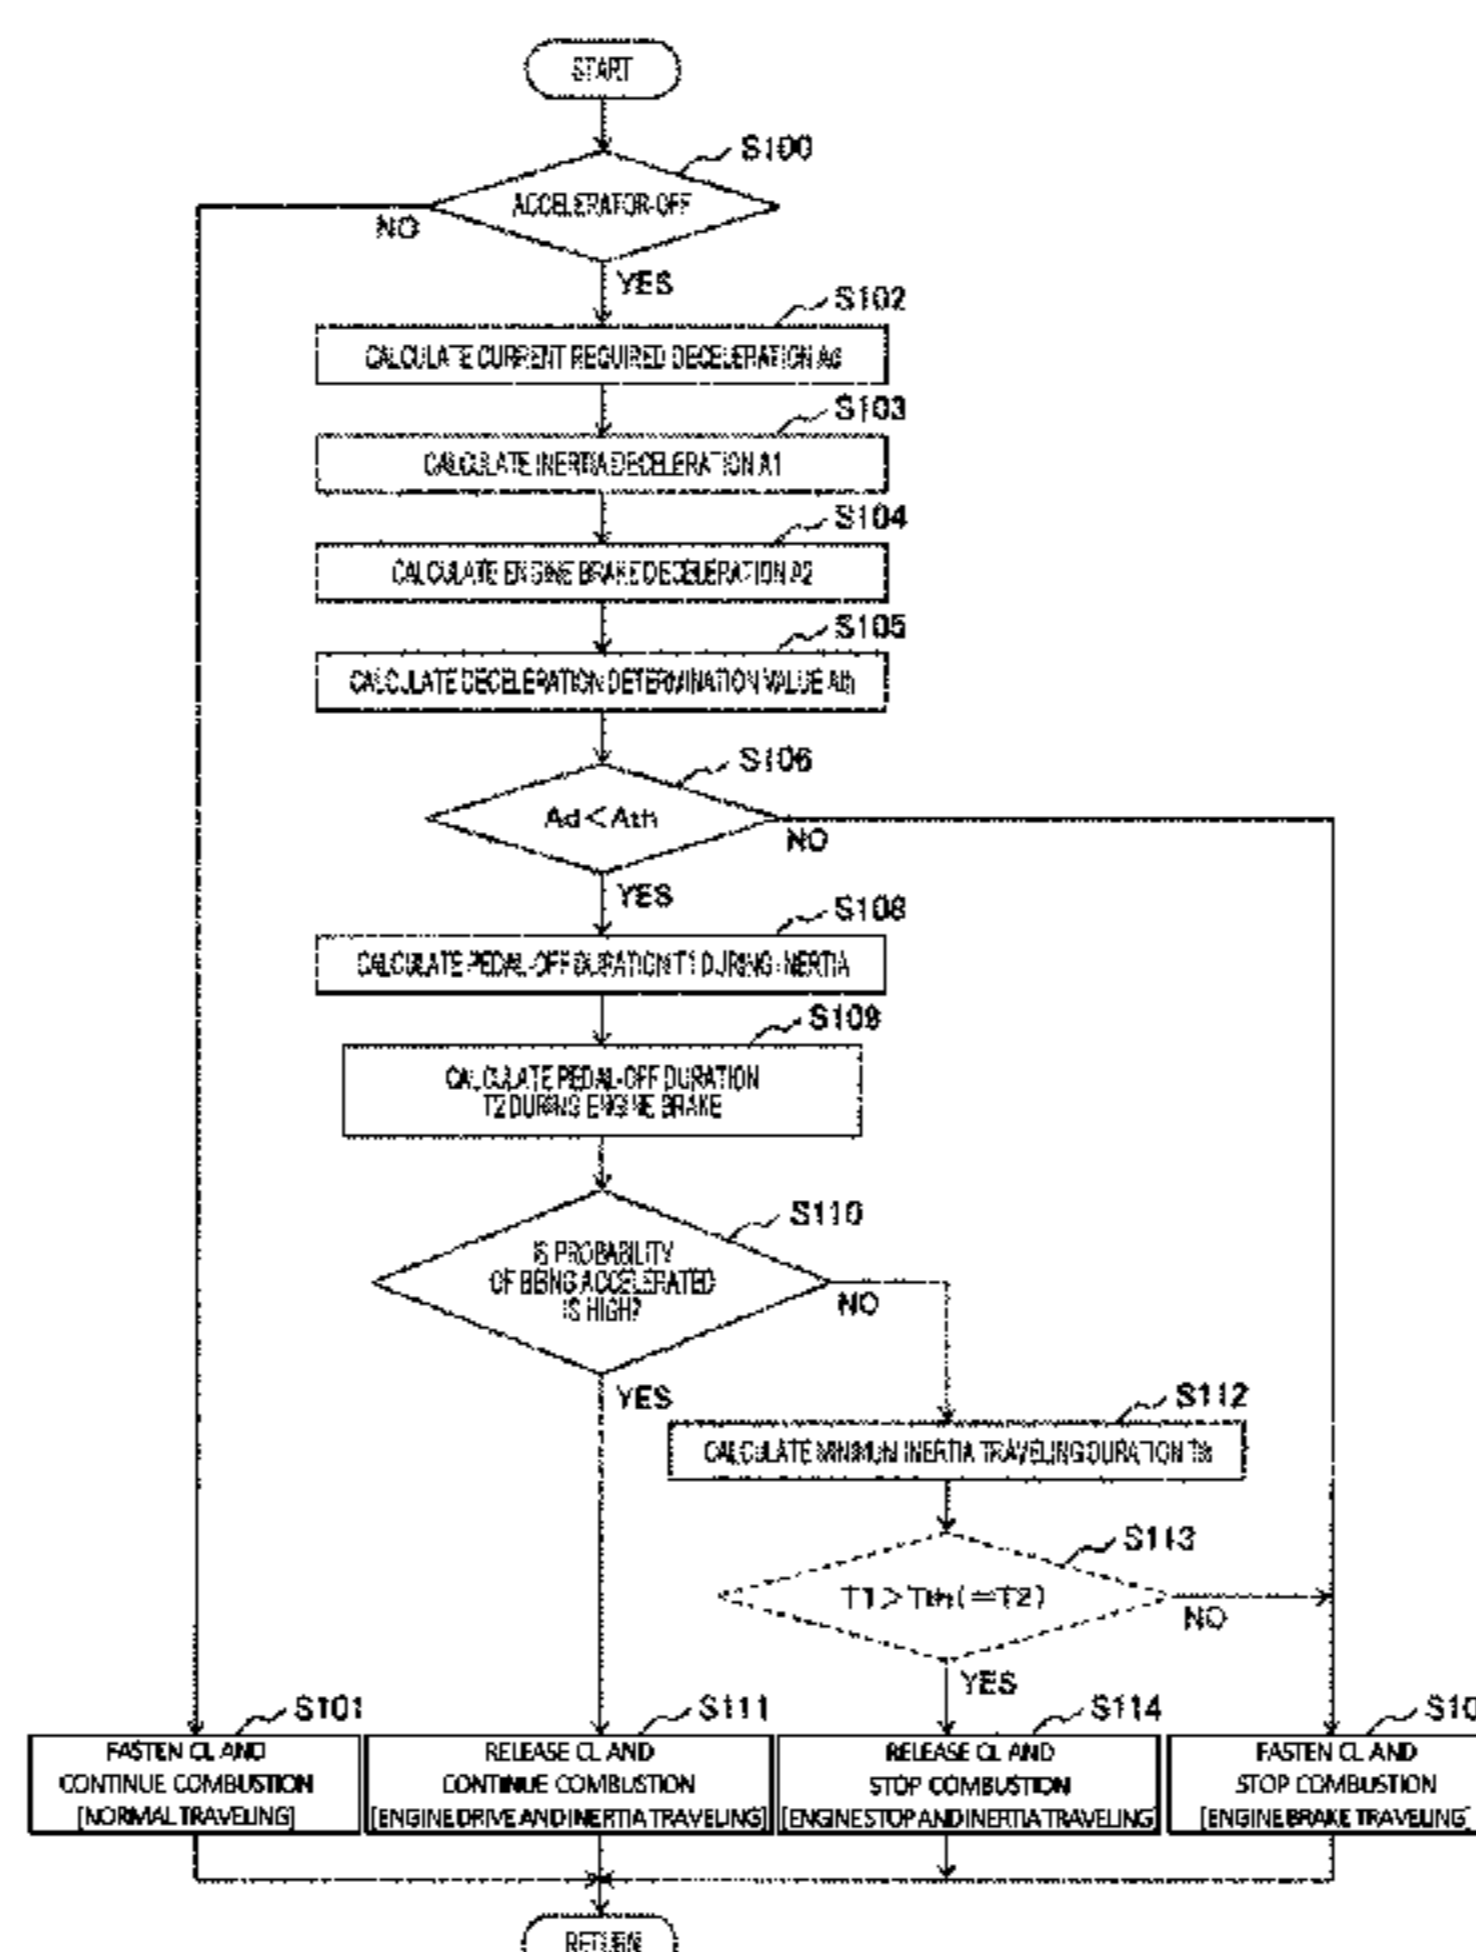 START
S100
ACCELERATOR-OFF
NO
YES
S102
CALCULATE CURRENT REQUIRED DECELERATION Ad
S103
CALCULATE INERTIA DECELERATION A1
S104
CALCULATE ENGINE BRAKE DECELERATION A2
S105
CALCULATE DECELERATION DETERMINATION VALUE Ath
S106
Ad<Ath
NO
YES
S108
CALCULATE PEDAL-OFF DURATION T1 DURING INERTIA
S109
CALCULATE PEDAL-OFF DURATION
T2 DURING ENGINE BRAKE
S110
IS PROBABILITY
OF BEING ACCELERATED
IS HIGH?
NO
YES
S112
CALCULATE MINIMUN INERTIA TRAVELING DURATION Tth
S113
T1>Tth(=T2)
NO
YES
S101
FASTEN CL AND
CONTINUE COMBUSTION
[NORMAL TRAVELING]
S111
RELEASE CL AND
CONTINUE COMBUSTION
[ENGINE DRIVE AND INERTIA TRAVELING]
S114
RELEASE CL AND
STOP COMBUSTION
[ENGINE STOP AND INERTIA TRAVELING]
S10
FASTEN CL AND
STOP COMBUSTION
[ENGINE BRAKE TRAVELING]
RETURN